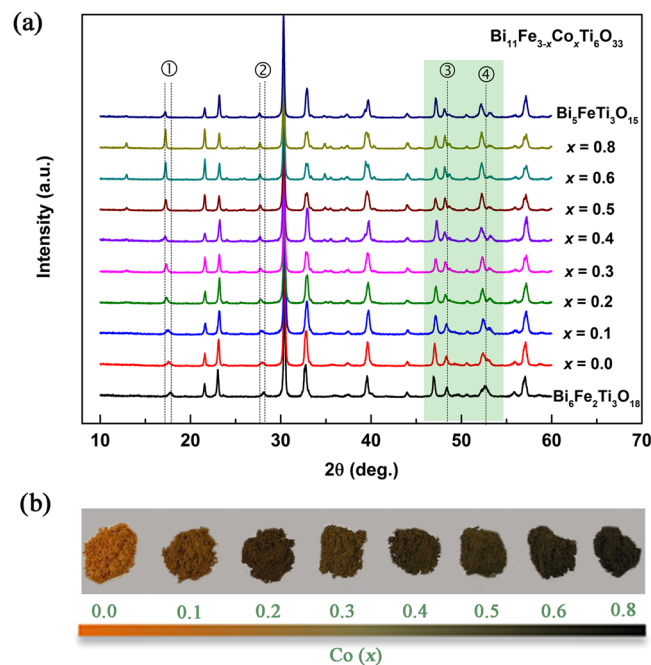 (a)
Bi₁₁Fe₃₋ₓCoₓTi₆O₃₃
① ② ③ ④
Bi₅FeTi₃O₁₅
x = 0.8
x = 0.6
x = 0.5
x = 0.4
x = 0.3
x = 0.2
x = 0.1
x = 0.0
Bi₆Fe₂Ti₃O₁₈
Intensity (a.u.)
10 20 30 40 50 60 70
2θ (deg.)
(b)
0.0 0.1 0.2 0.3 0.4 0.5 0.6 0.8
Co (x)